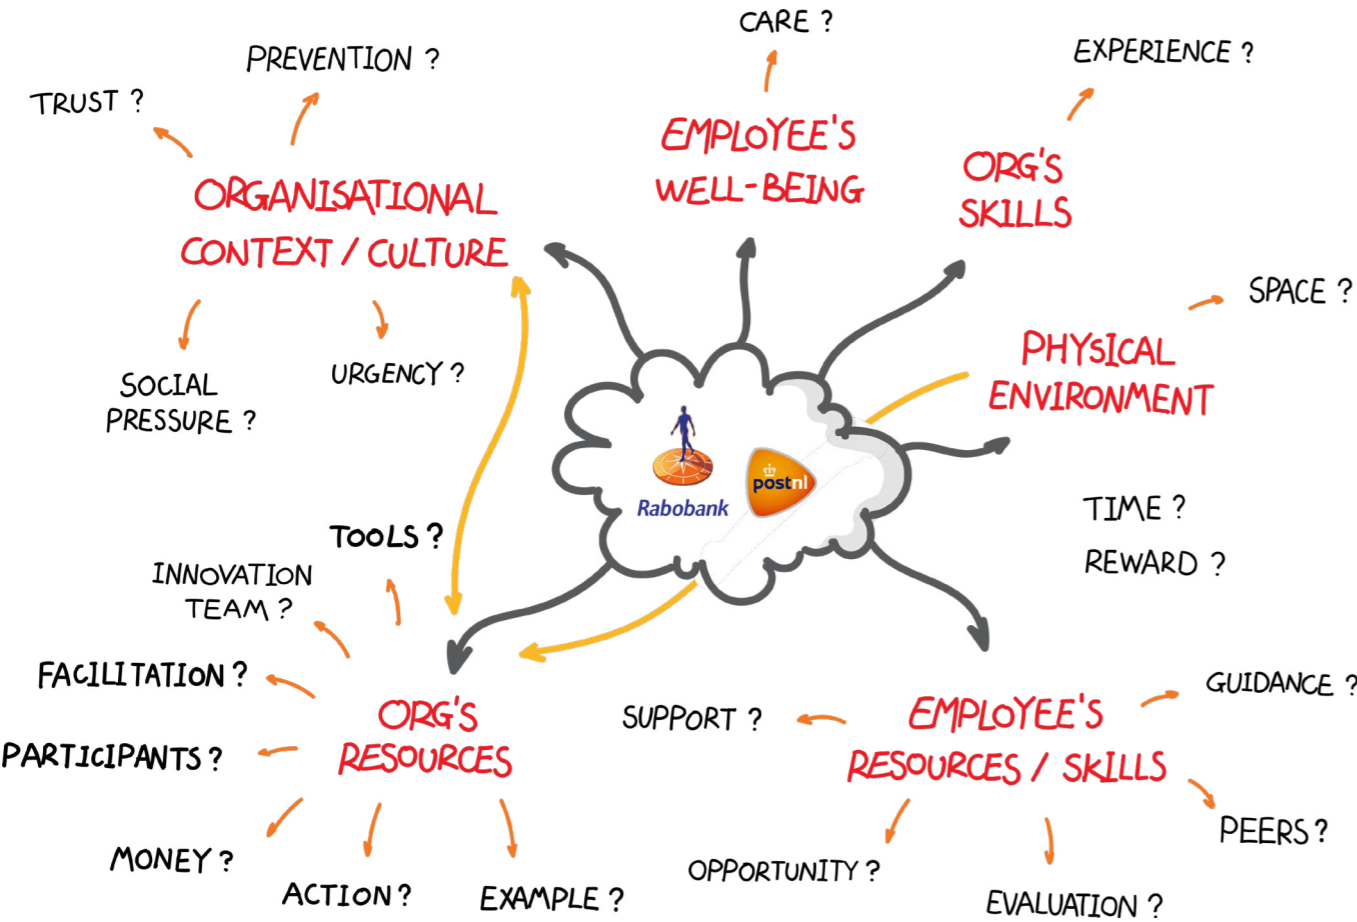 CARE ?
PREVENTION ?
EXPERIENCE ?
TRUST ?
EMPLOYEE'S
WELL-BEING
ORG'S
SKILLS
ORGANISATIONAL
CONTEXT / CULTURE
SPACE ?
PHYSICAL
ENVIRONMENT
SOCIAL
PRESSURE ?
URGENCY ?
Rabobank
postnl
TIME ?
REWARD ?
TOOLS ?
INNOVATION
TEAM ?
FACILITATION ?
PARTICIPANTS ?
ORG'S
RESOURCES
MONEY ?
ACTION ?
EXAMPLE ?
SUPPORT ?
EMPLOYEE'S
RESOURCES / SKILLS
GUIDANCE ?
PEERS ?
OPPORTUNITY ?
EVALUATION ?